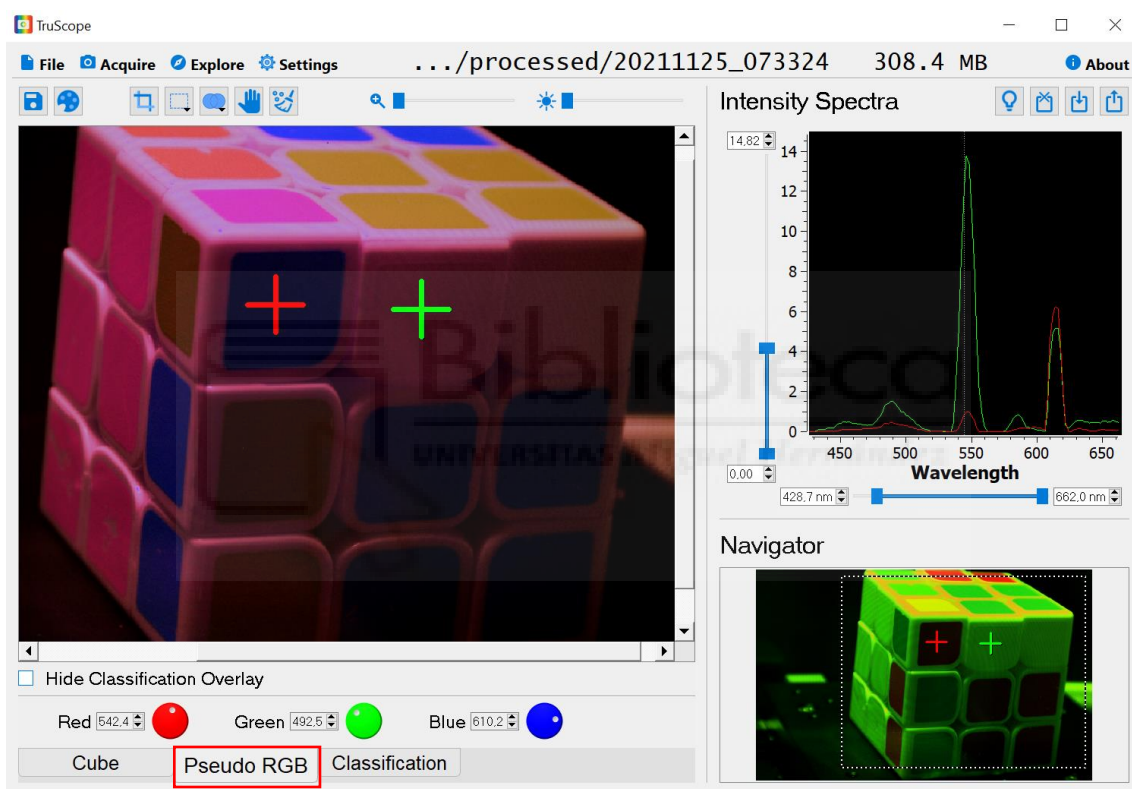 TruScope
File Acquire Explore Settings .../processed/20211125_073324 308.4 MB About
Intensity Spectra
14,82
14
12
10
8
6
4
2
0
0,00
450 500 550 600 650
Wavelength
428,7 nm 662,0 nm
Biblioteca
UNIVERSITAS Miguel Hernández
Navigator
Hide Classification Overlay
Red 542,4 Green 492,5 Blue 610,2
Cube Pseudo RGB Classification